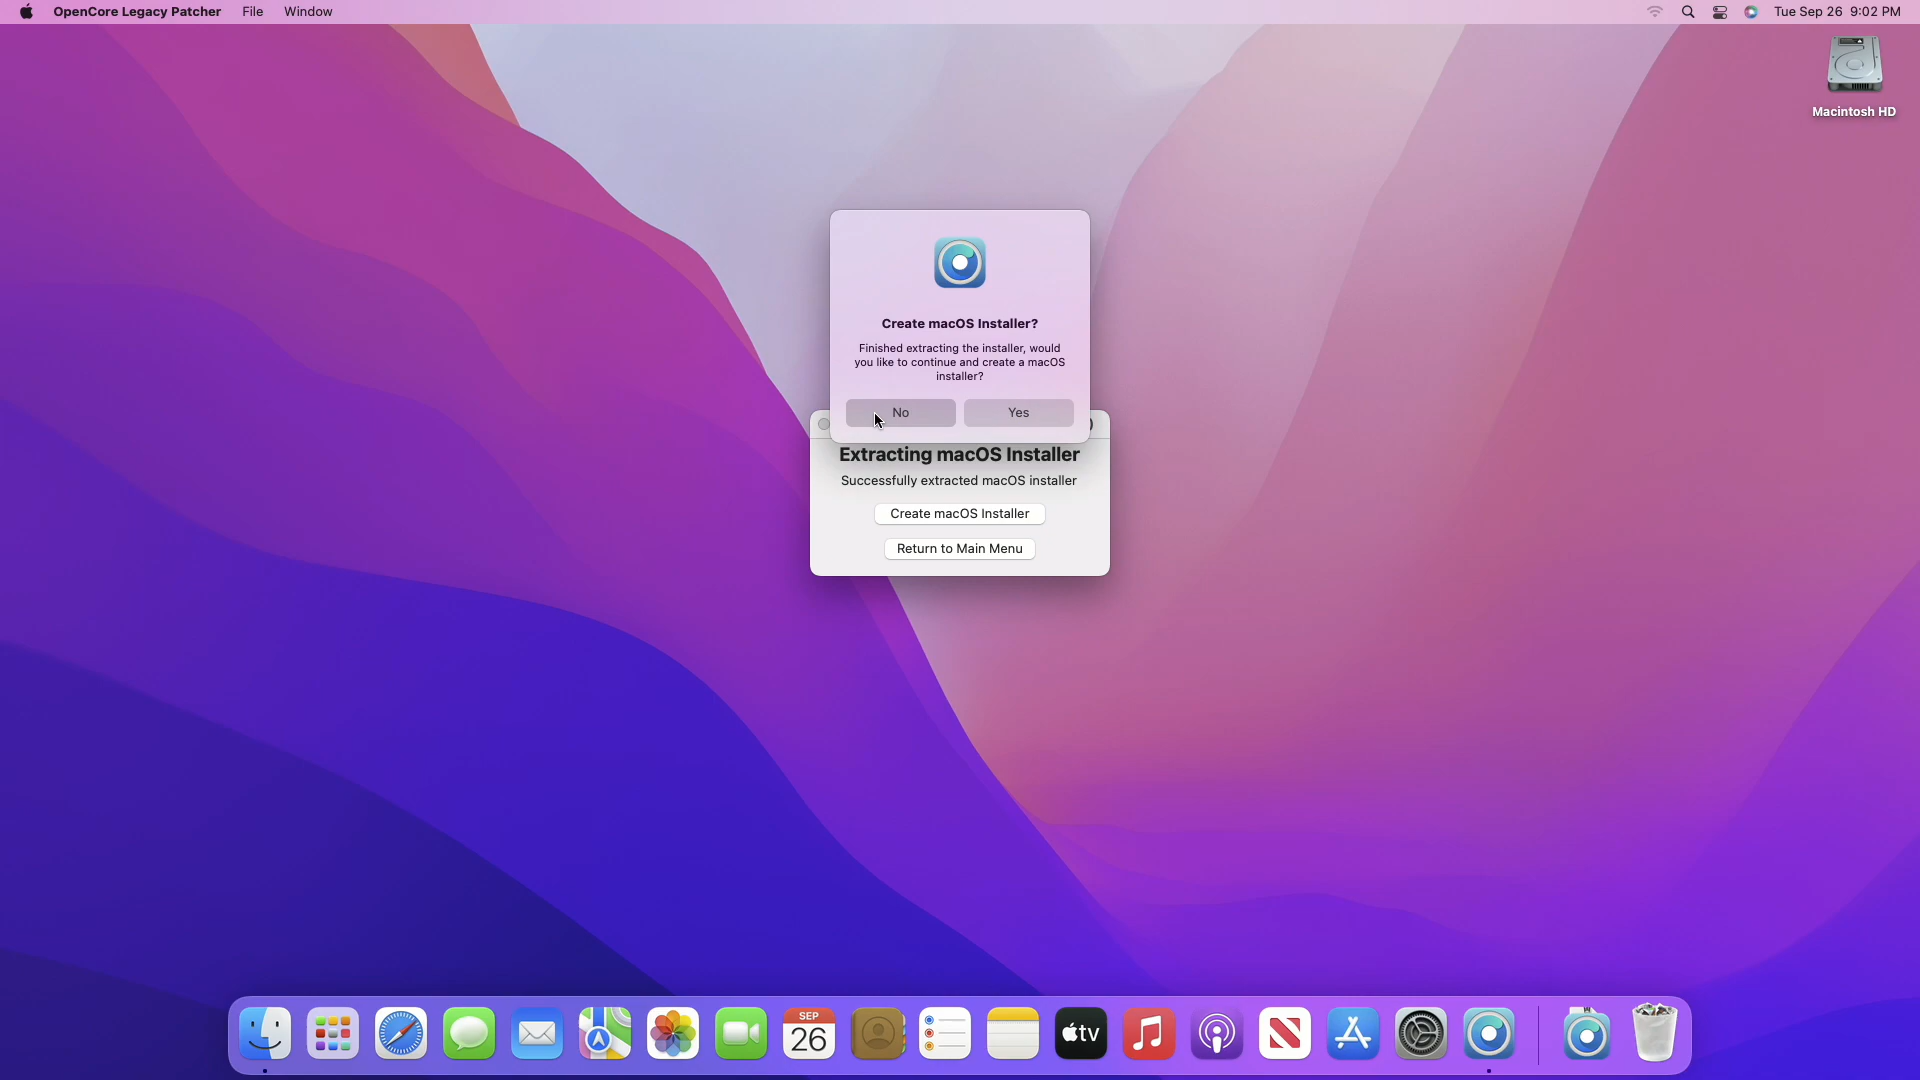 OpenCore Legacy Patcher File Window Tue Sep 26 9:02 PM
Macintosh HD
Create macOS Installer?
Finished extracting the installer, would
you like to continue and create a macOS
installer?
No Yes
Extracting macOS Installer
Successfully extracted macOS installer
Create macOS Installer
Return to Main Menu
SEP
26
tv